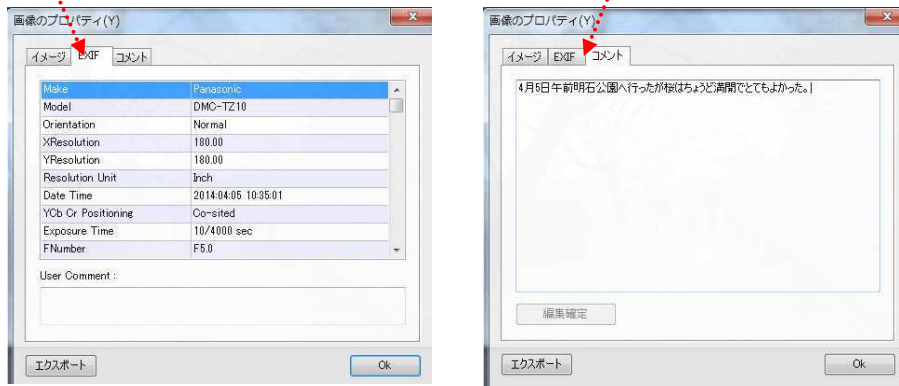 画像のプロパティ(Y)
イメージ EXIF コメント
Make Panasonic
Model DMC-TZ10
Orientation Normal
XResolution 180.00
YResolution 180.00
Resolution Unit Inch
Date Time 2014:04:05 10:35:01
YCb Cr Positioning Co-sited
Exposure Time 10/4000 sec
FNumber F5.0
User Comment :
エクスポート Ok
画像のプロパティ(Y)
イメージ EXIF コメント
4月5日午前明石公園へ行ったが桜はちょうど満開でとてもよかった。
編集確定
エクスポート Ok